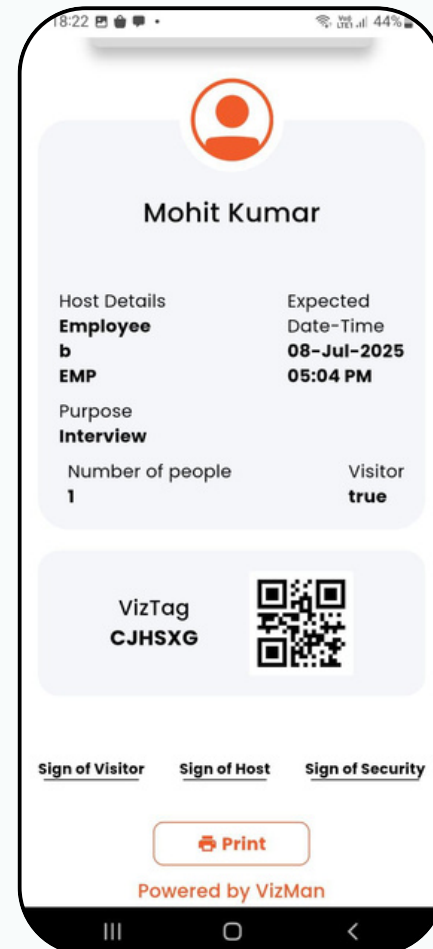 18:22
44%
Mohit Kumar
Host Details
Employee
b
EMP
Expected
Date-Time
08-Jul-2025
05:04 PM
Purpose
Interview
Number of people
1
Visitor
true
VizTag
CJHSXG
Sign of Visitor
Sign of Host
Sign of Security
Print
Powered by VizMan